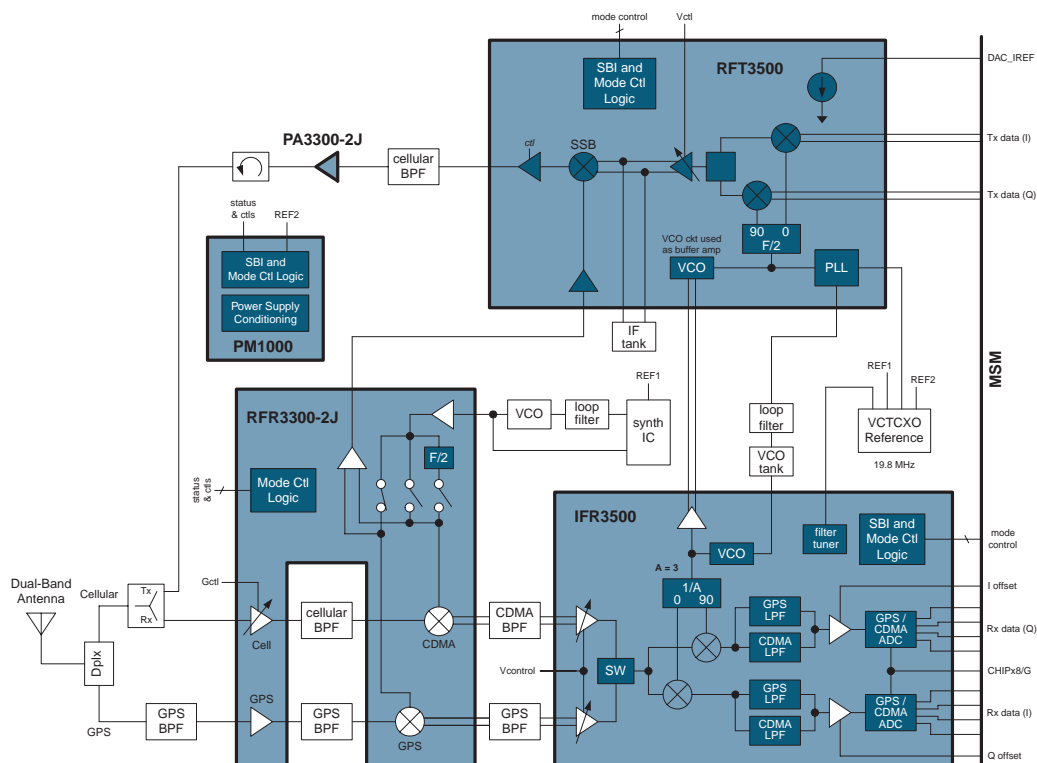 mode control
Vctl
SBI and
Mode Ctl
Logic
RFT3500
DAC_IREF
PA3300-2J
ctl
SSB
cellular
BPF
Tx data (I)
Tx data (Q)
status
& ctls
REF2
90 0
F/2
VCO ckt used
as buffer amp
VCO
PLL
SBI and
Mode Ctl Logic
Power Supply
Conditioning
PM1000
IF
tank
MSM
REF1
REF1
REF2
RFR3300-2J
VCO
loop
filter
synth
IC
loop
filter
VCTCXO
Reference
19.8 MHz
F/2
VCO
tank
status
& ctls
Mode Ctl
Logic
IFR3500
filter
tuner
SBI and
Mode Ctl
Logic
mode
control
VCO
A = 3
1/A
0 90
Dual-Band
Antenna
Cellular
Tx
Rx
Gctl
Cell
cellular
BPF
CDMA
CDMA
BPF
GPS
LPF
CDMA
LPF
GPS /
CDMA
ADC
I offset
Rx data (Q)
Dplx
Vcontrol
SW
CHIPx8/G
GPS
GPS
BPF
GPS
GPS
BPF
GPS
GPS
BPF
GPS
LPF
CDMA
LPF
GPS /
CDMA
ADC
Rx data (I)
Q offset